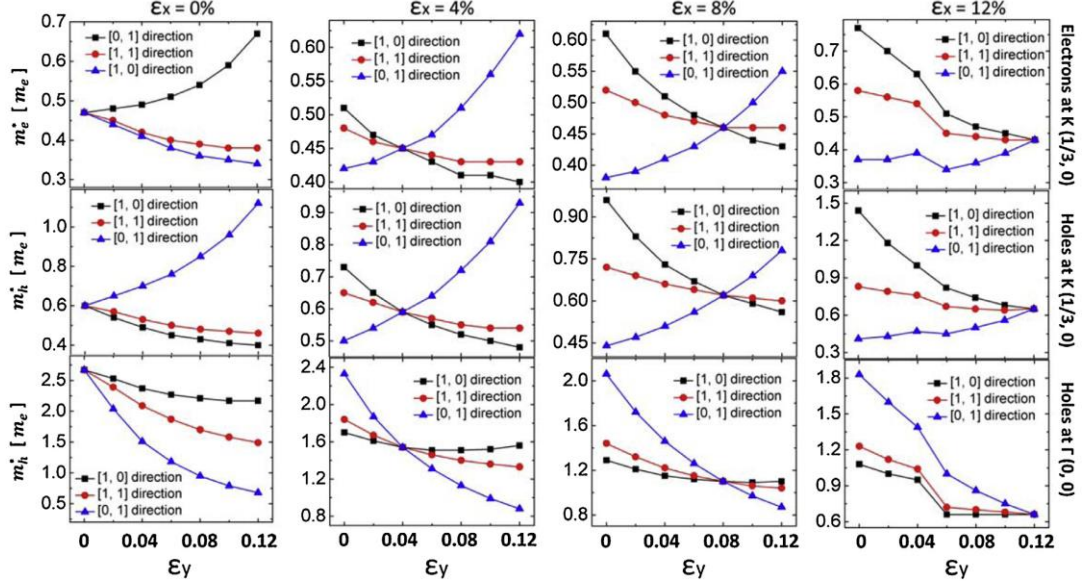 εx = 0%
εx = 4%
εx = 8%
εx = 12%
m*e [ me ]
0.7
0.6
0.5
0.4
0.3
[0, 1] direction
[1, 1] direction
[1, 0] direction
0.60
0.55
0.50
0.45
0.40
[1, 0] direction
[1, 1] direction
[0, 1] direction
0.60
0.55
0.50
0.45
0.40
[1, 0] direction
[1, 1] direction
[0, 1] direction
0.7
0.6
0.5
0.4
0.3
[1, 0] direction
[1, 1] direction
[0, 1] direction
Electrons at K (1/3, 0)
m*h [ me ]
1.0
0.8
0.6
0.4
[1, 0] direction
[1, 1] direction
[0, 1] direction
0.9
0.8
0.7
0.6
0.5
[1, 0] direction
[1, 1] direction
[0, 1] direction
0.90
0.75
0.60
0.45
[1, 0] direction
[1, 1] direction
[0, 1] direction
1.5
1.2
0.9
0.6
0.3
[1, 0] direction
[1, 1] direction
[0, 1] direction
Holes at K (1/3, 0)
m*h [ me ]
2.5
2.0
1.5
1.0
0.5
[1, 0] direction
[1, 1] direction
[0, 1] direction
2.4
2.0
1.6
1.2
0.8
[1, 0] direction
[1, 1] direction
[0, 1] direction
2.0
1.6
1.2
0.8
[1, 0] direction
[1, 1] direction
[0, 1] direction
1.8
1.5
1.2
0.9
0.6
[1, 0] direction
[1, 1] direction
[0, 1] direction
Holes at Γ (0, 0)
0 0.04 0.08 0.12
0 0.04 0.08 0.12
0 0.04 0.08 0.12
0 0.04 0.08 0.12
εy
εy
εy
εy